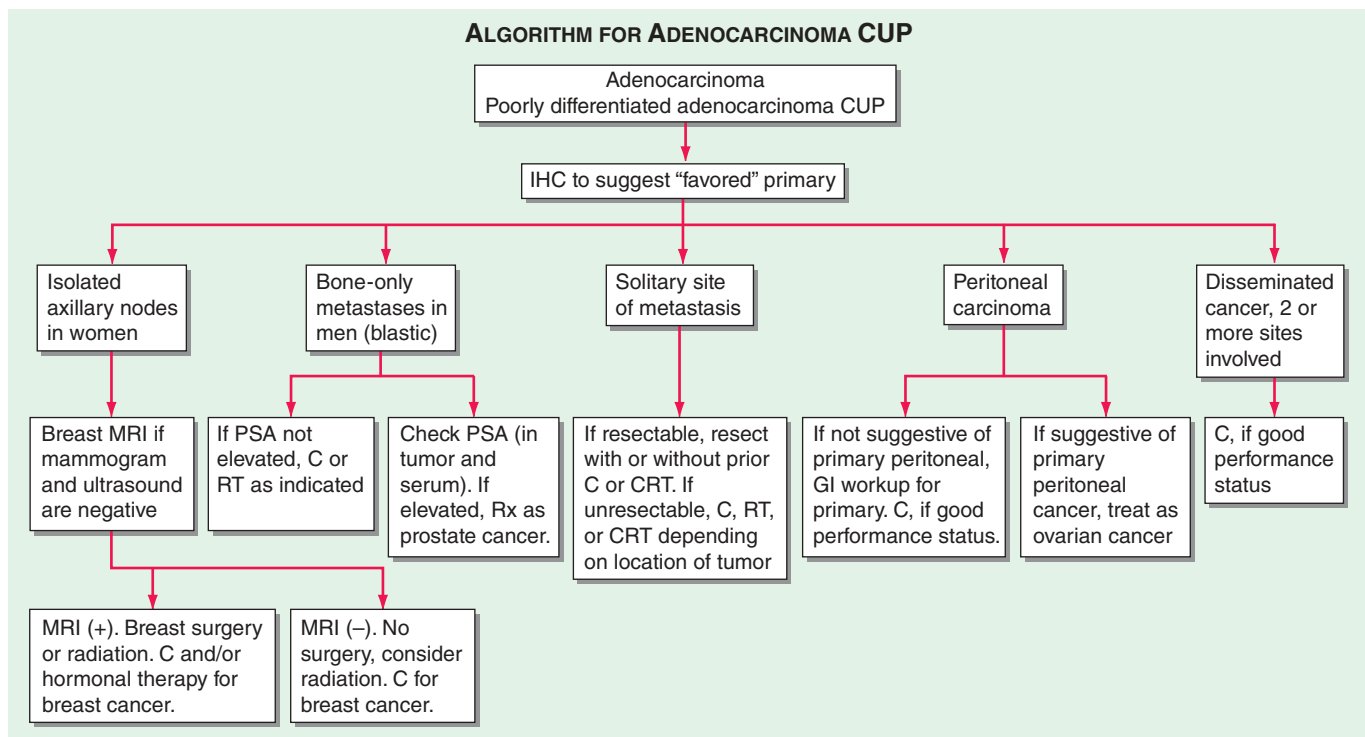 ALGORITHM FOR ADENOCARCINOMA CUP
Adenocarcinoma
Poorly differentiated adenocarcinoma CUP
IHC to suggest “favored” primary
Isolated
axillary nodes
in women
Bone-only
metastases in
men (blastic)
Solitary site
of metastasis
Peritoneal
carcinoma
Disseminated
cancer, 2 or
more sites
involved
Breast MRI if
mammogram
and ultrasound
are negative
If PSA not
elevated, C or
RT as indicated
Check PSA (in
tumor and
serum). If
elevated, Rx as
prostate cancer.
If resectable, resect
with or without prior
C or CRT. If
unresectable, C, RT,
or CRT depending
on location of tumor
If not suggestive of
primary peritoneal,
GI workup for
primary. C, if good
performance status.
If suggestive of
primary
peritoneal
cancer, treat as
ovarian cancer
C, if good
performance
status
MRI (+). Breast surgery
or radiation. C and/or
hormonal therapy for
breast cancer.
MRI (–). No
surgery, consider
radiation. C for
breast cancer.